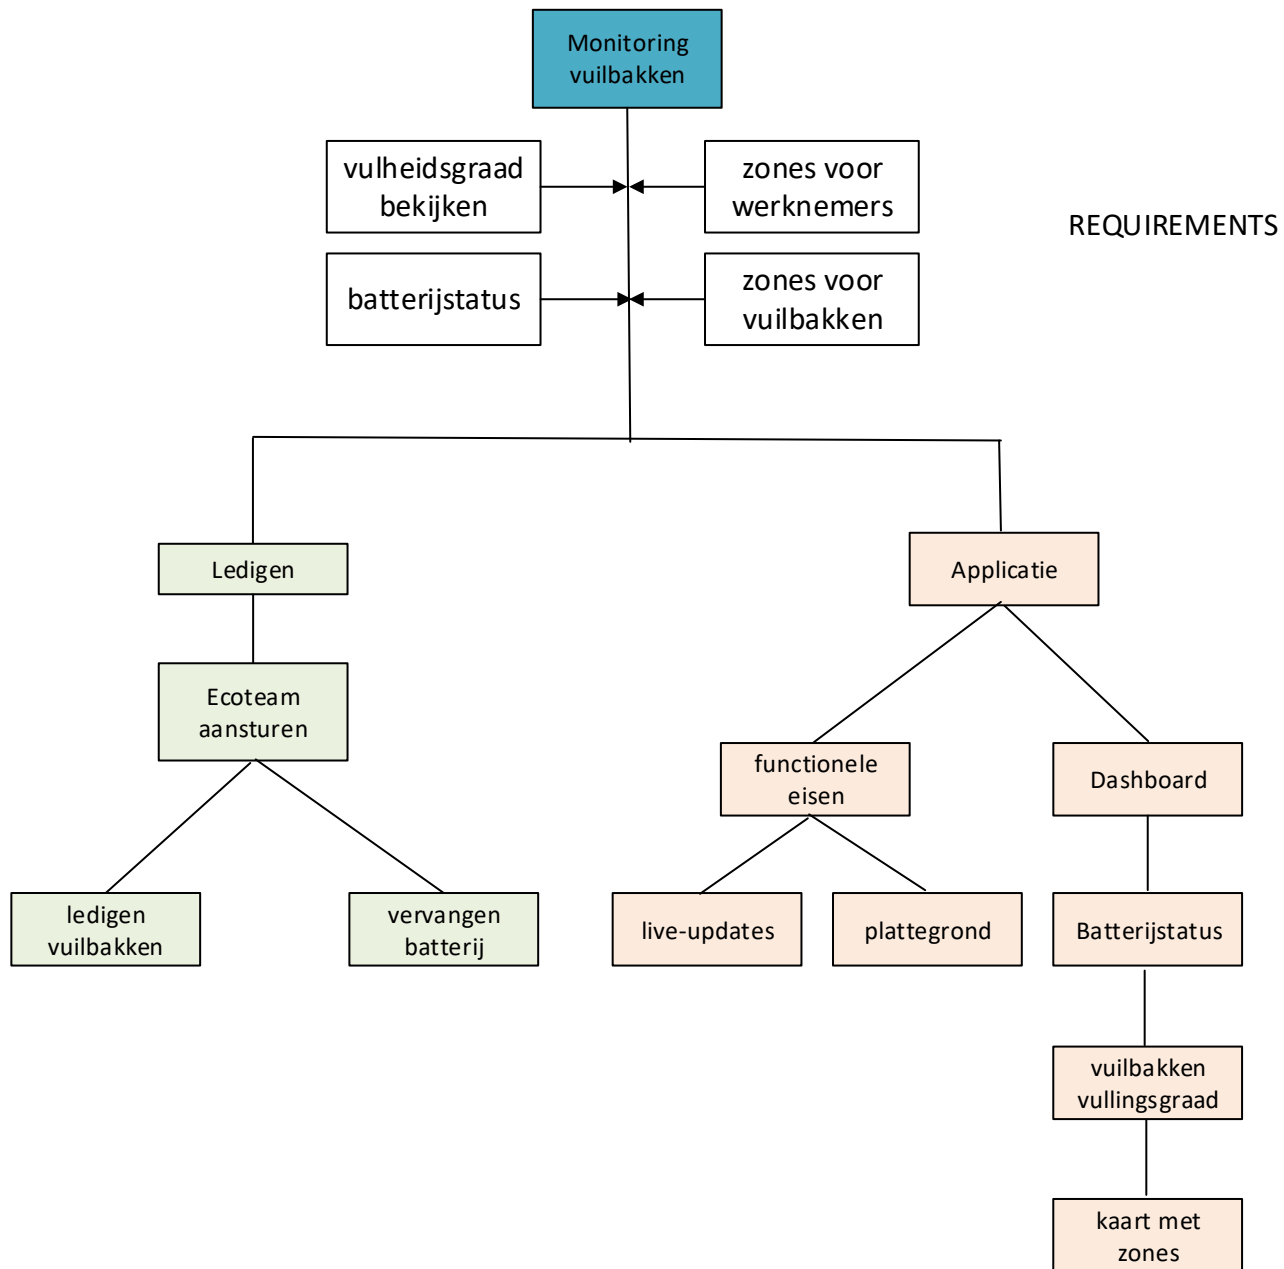 Monitoring
vuilbakken
vulheidsgraad
bekijken
zones voor
werknemers
REQUIREMENTS
batterijstatus
zones voor
vuilbakken
Ledigen
Applicatie
Ecoteam
aansturen
functionele
eisen
Dashboard
ledigen
vuilbakken
vervangen
batterij
live-updates
plattegrond
Batterijstatus
vuilbakken
vullingsgraad
kaart met
zones